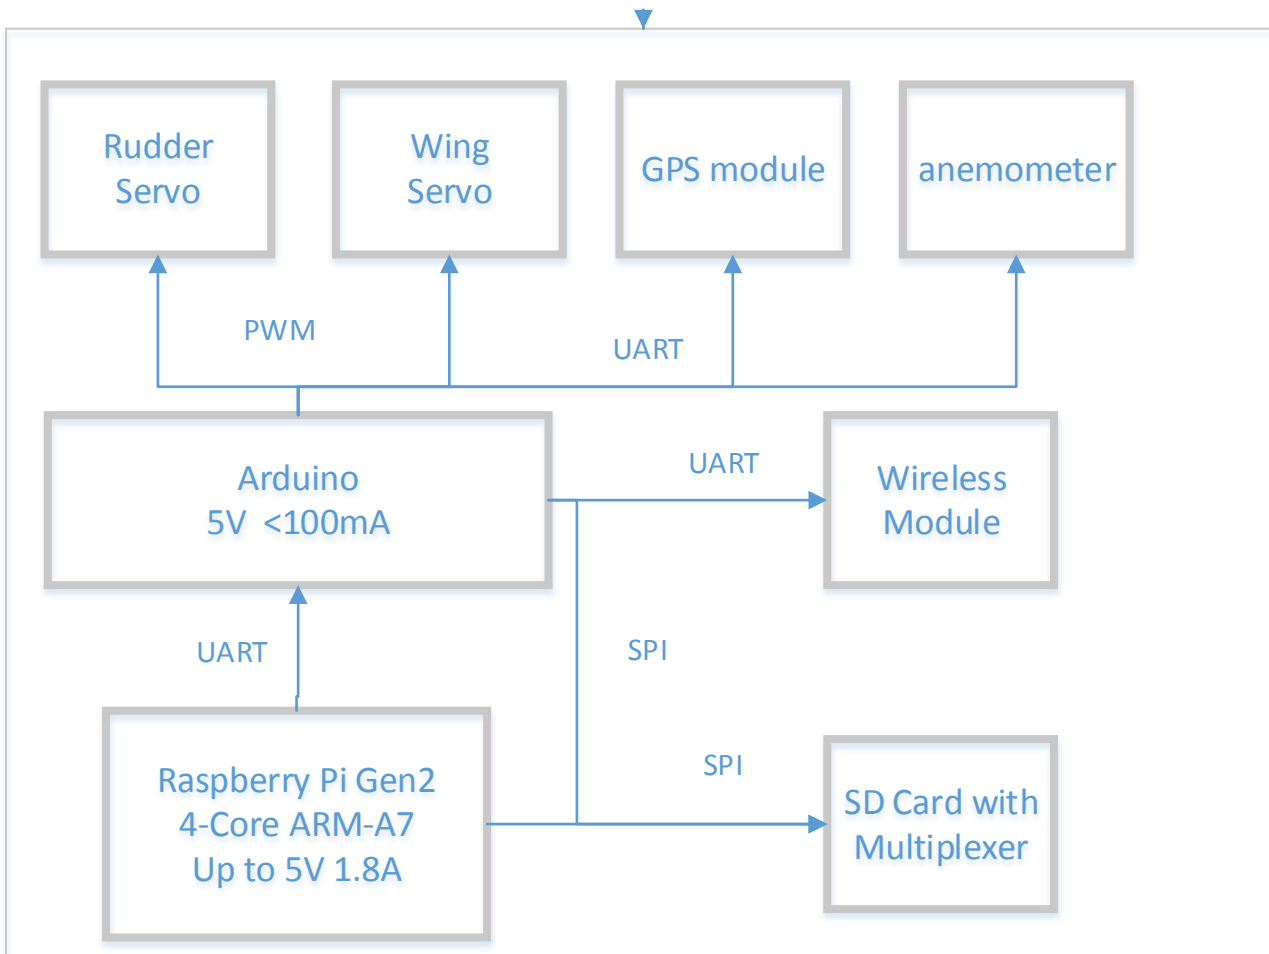 Rudder
Servo
Wing
Servo
GPS module
anemometer
PWM
UART
Arduino
5V  <100mA
UART
Wireless
Module
UART
SPI
Raspberry Pi Gen2
4-Core ARM-A7
Up to 5V 1.8A
SPI
SD Card with
Multiplexer